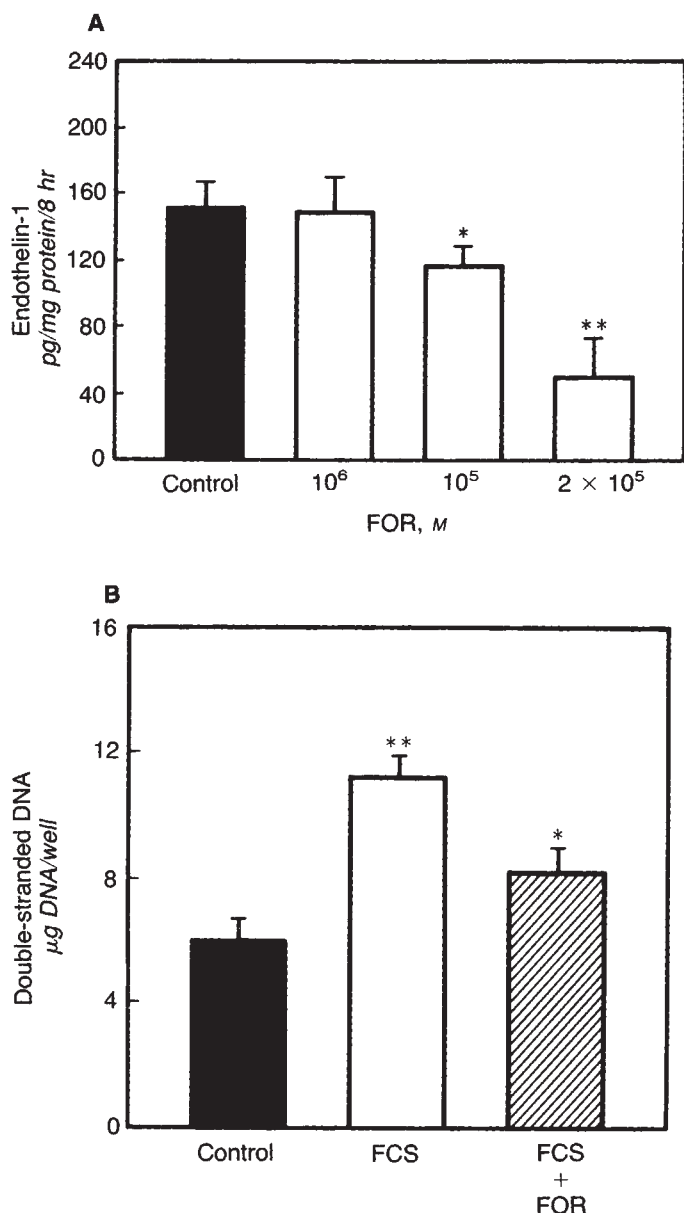 A
Endothelin-1
pg/mg protein/8 hr
240
200
160
120
80
40
0
*
**
Control 10⁶ 10⁵ 2 × 10⁵
FOR, M
B
Double-stranded DNA
µg DNA/well
16
12
8
4
0
**
*
Control FCS FCS
+
FOR